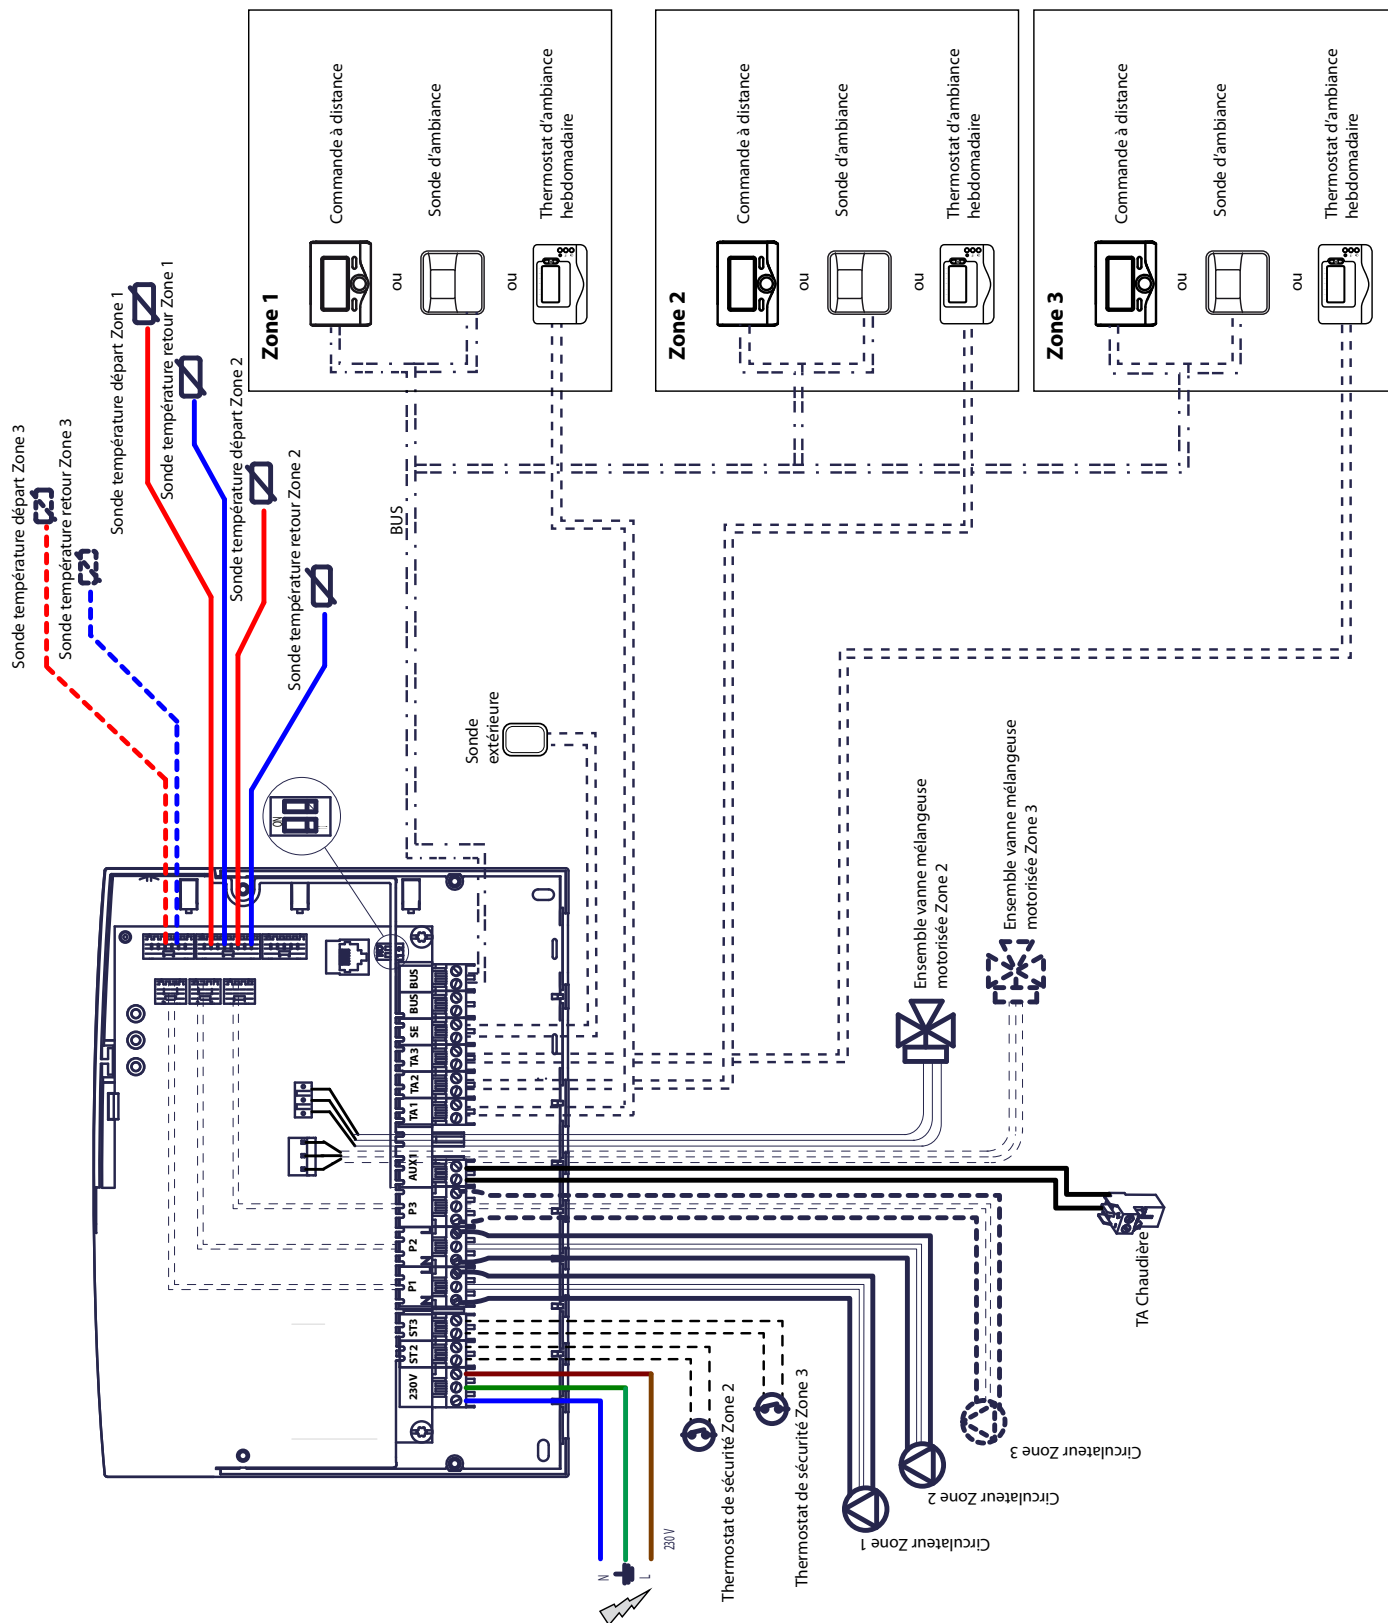 Zone 1
Commande à distance
ou
Sonde d'ambiance
ou
Thermostat d'ambiance
hebdomadaire
Zone 2
Commande à distance
ou
Sonde d'ambiance
ou
Thermostat d'ambiance
hebdomadaire
Zone 3
Commande à distance
ou
Sonde d'ambiance
ou
Thermostat d'ambiance
hebdomadaire
Sonde température départ Zone 3
Sonde température retour Zone 3
Sonde température départ Zone 1
Sonde température retour Zone 1
Sonde température départ Zone 2
Sonde température retour Zone 2
BUS
Sonde
extérieure
ON
Ensemble vanne mélangeuse
motorisée Zone 2
Ensemble vanne mélangeuse
motorisée Zone 3
230V
ST2
ST3
P1
P2
P3
AUX1
TA1
TA2
TA3
SE
BUS
BUS
N
L
N
L
TA Chaudière
Circulateur Zone 3
Circulateur Zone 2
Circulateur Zone 1
Thermostat de sécurité Zone 2
Thermostat de sécurité Zone 3
N
L
230 V